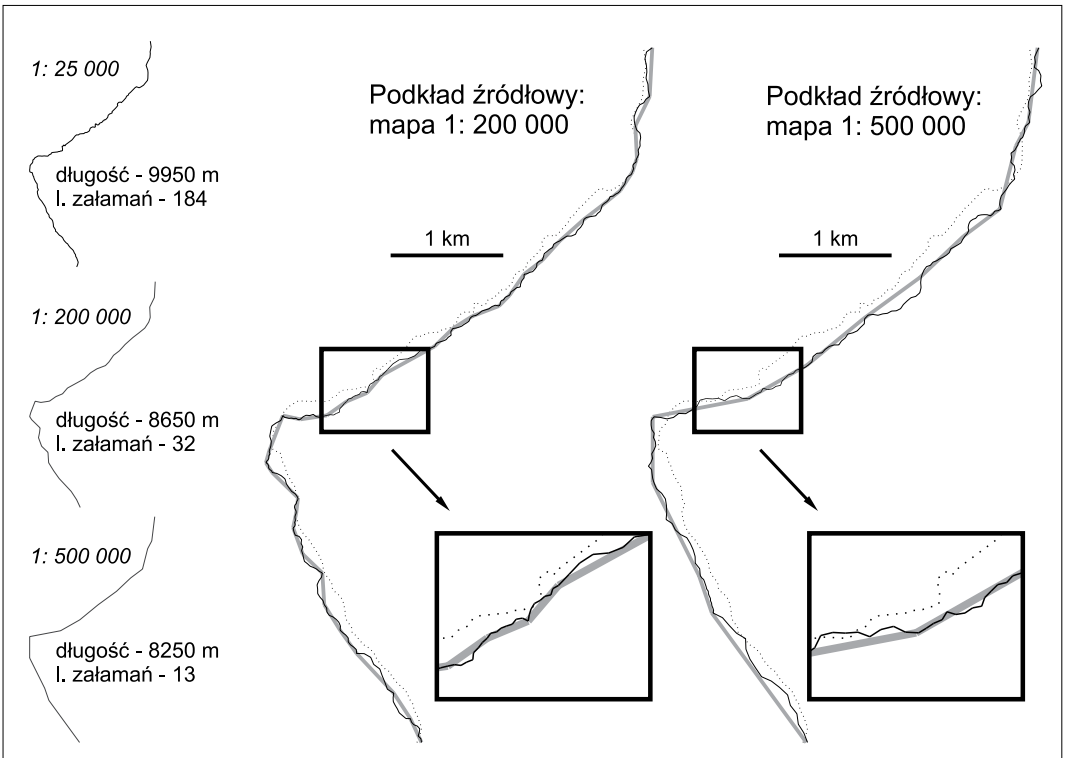 1: 25 000
długość - 9950 m
l. załamań - 184
1: 200 000
długość - 8650 m
l. załamań - 32
1: 500 000
długość - 8250 m
l. załamań - 13
Podkład źródłowy:
mapa 1: 200 000
1 km
Podkład źródłowy:
mapa 1: 500 000
1 km